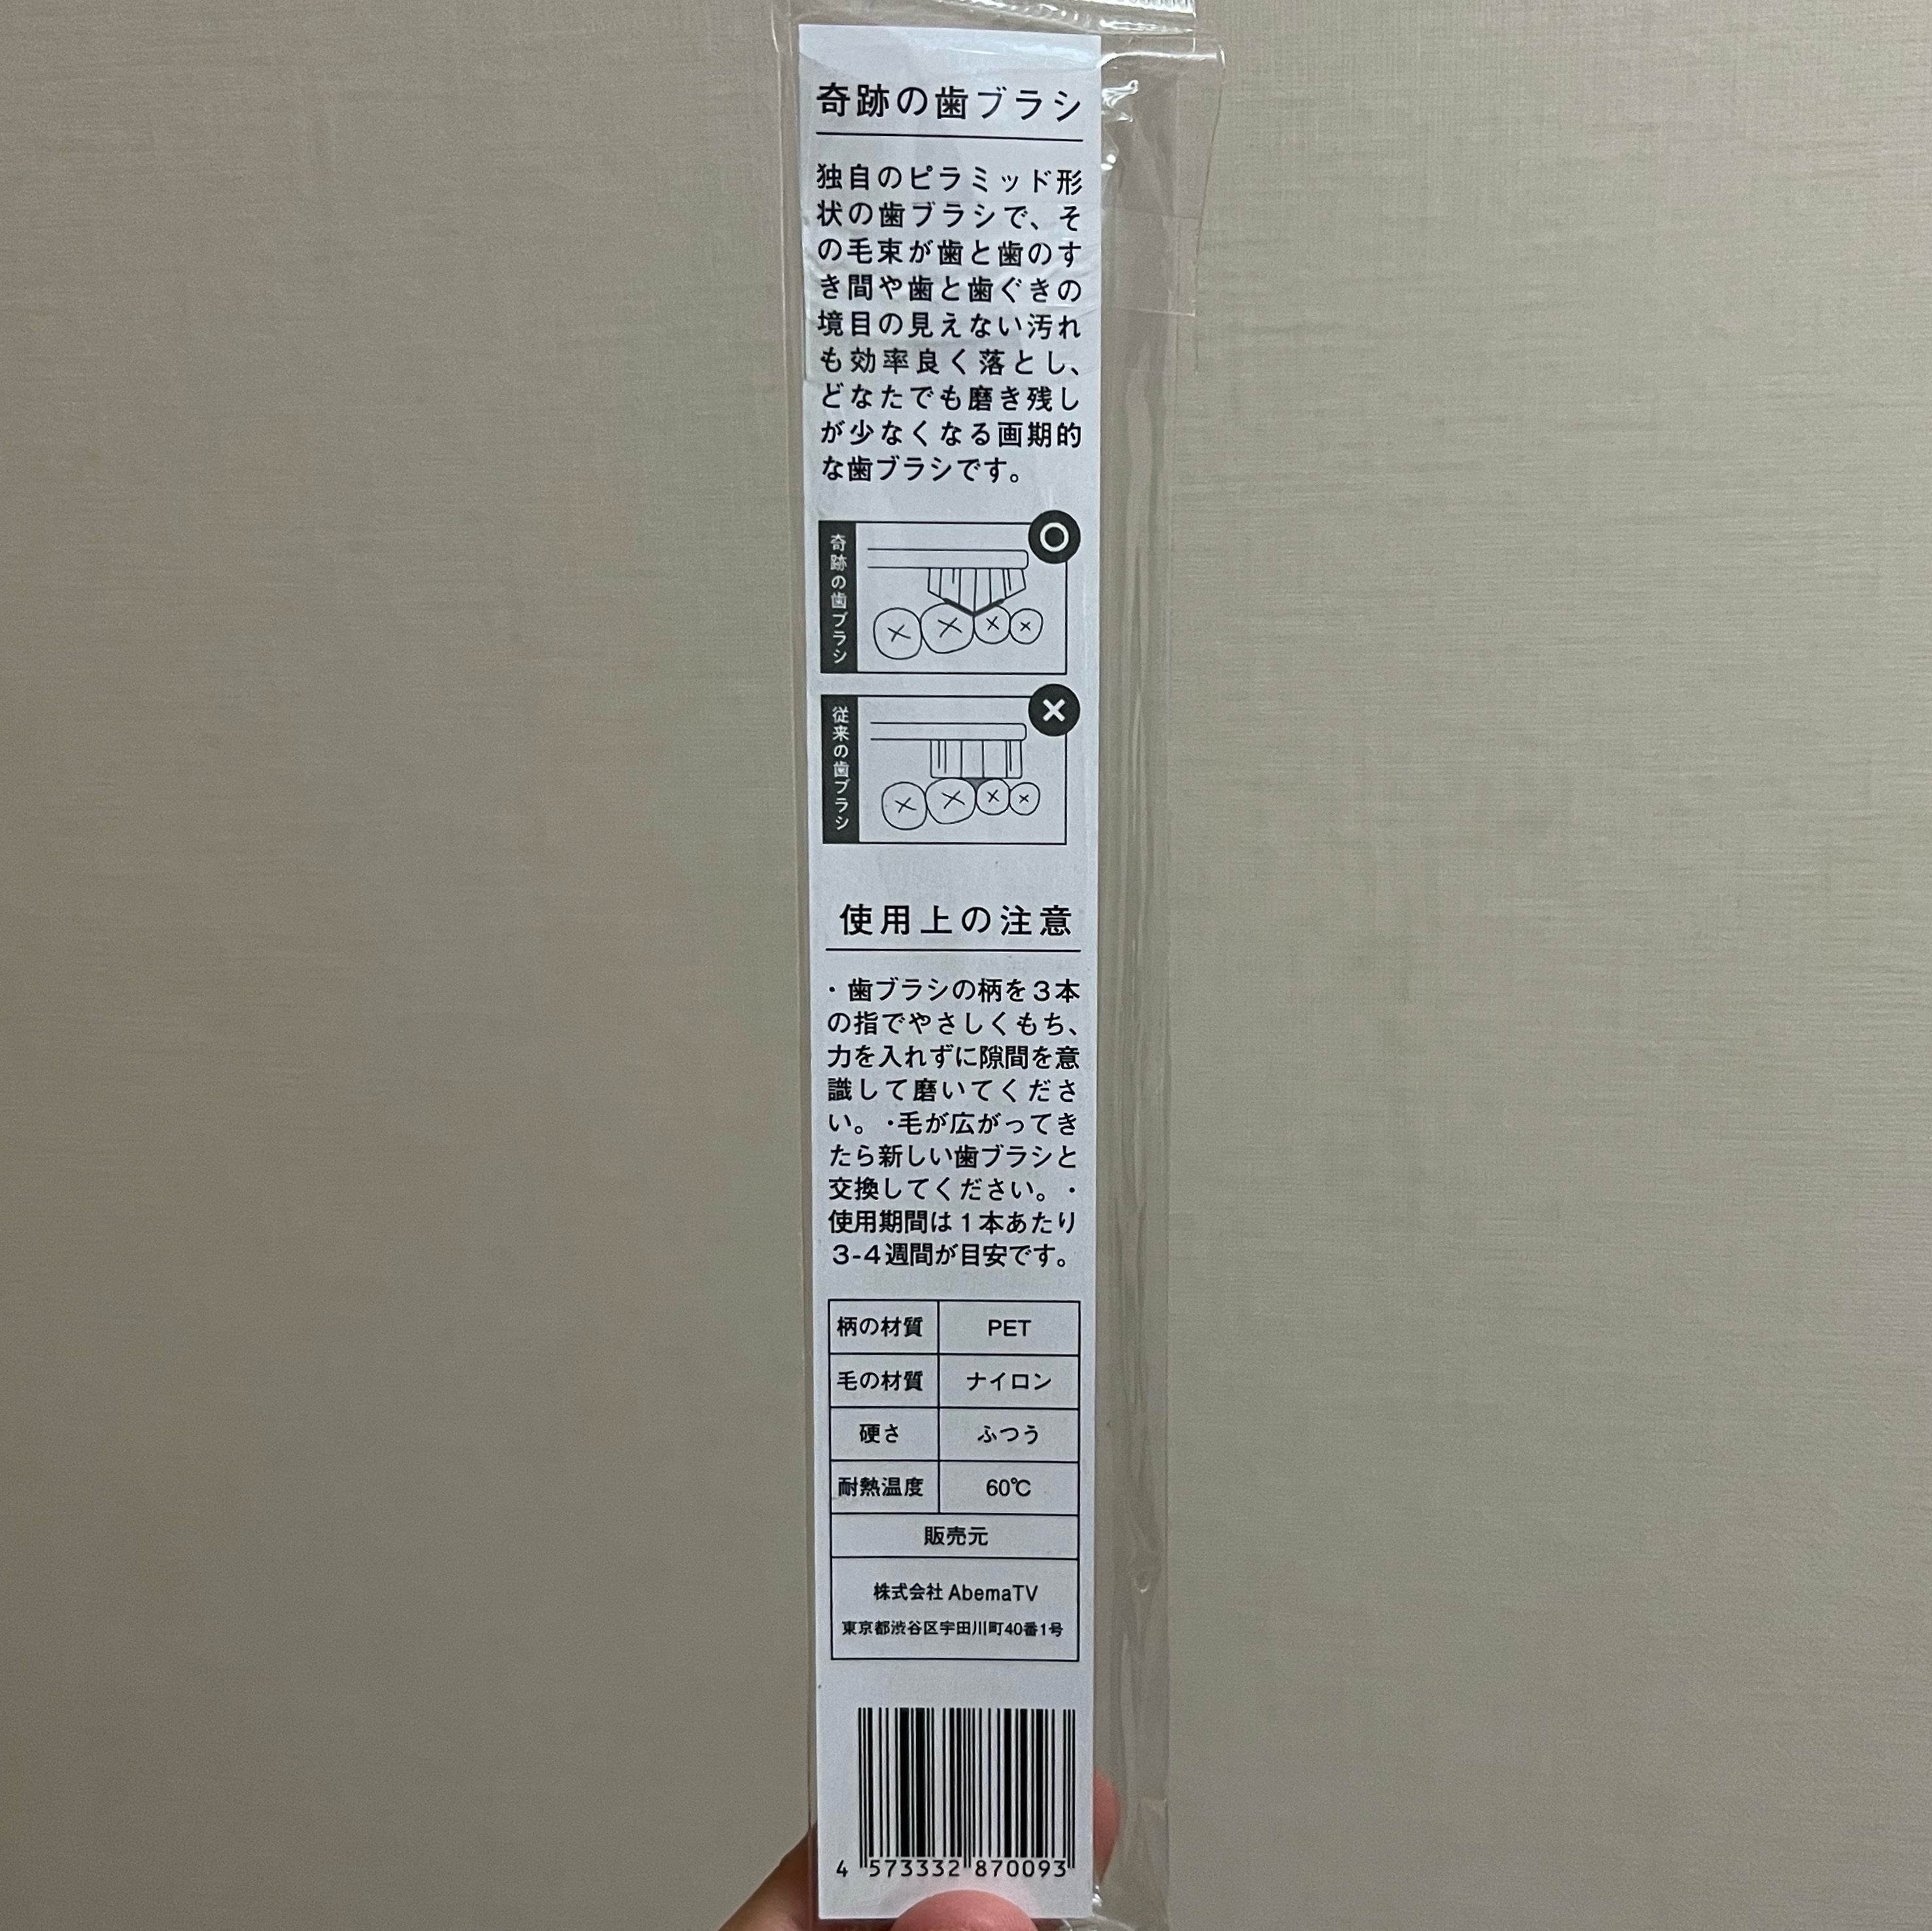 奇跡の歯ブラシ
独自のピラミッド形
状の歯ブラシで、そ
の毛束が歯と歯のす
き間や歯と歯ぐきの
境目の見えない汚れ
も効率良く落とし、
どなたでも磨き残し
が少なくなる画期的
な歯ブラシです。
奇跡の歯ブラシ
従来の歯ブラシ
使用上の注意
・歯ブラシの柄を3本
の指でやさしくもち、
力を入れずに隙間を意
識して磨いてくださ
い。・毛が広がってき
たら新しい歯ブラシと
交換してください。・
使用期間は1本あたり
3-4週間が目安です。
柄の材質 PET
毛の材質 ナイロン
硬さ ふつう
耐熱温度 60℃
販売元
株式会社 AbemaTV
東京都渋谷区宇田川町40番1号
4 573332 870093